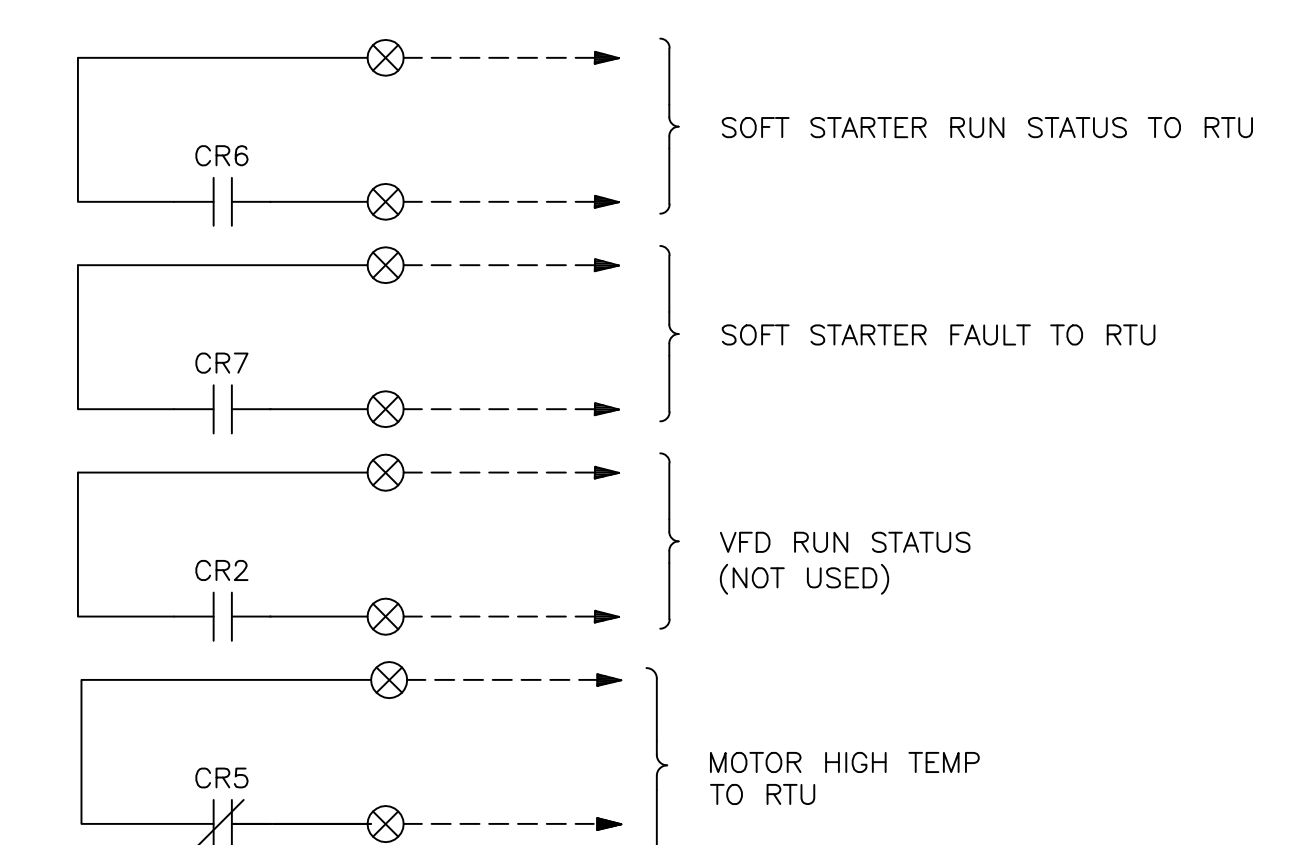 SOFT STARTER RUN STATUS TO RTU
CR6
SOFT STARTER FAULT TO RTU
CR7
VFD RUN STATUS
(NOT USED)
CR2
MOTOR HIGH TEMP
TO RTU
CR5